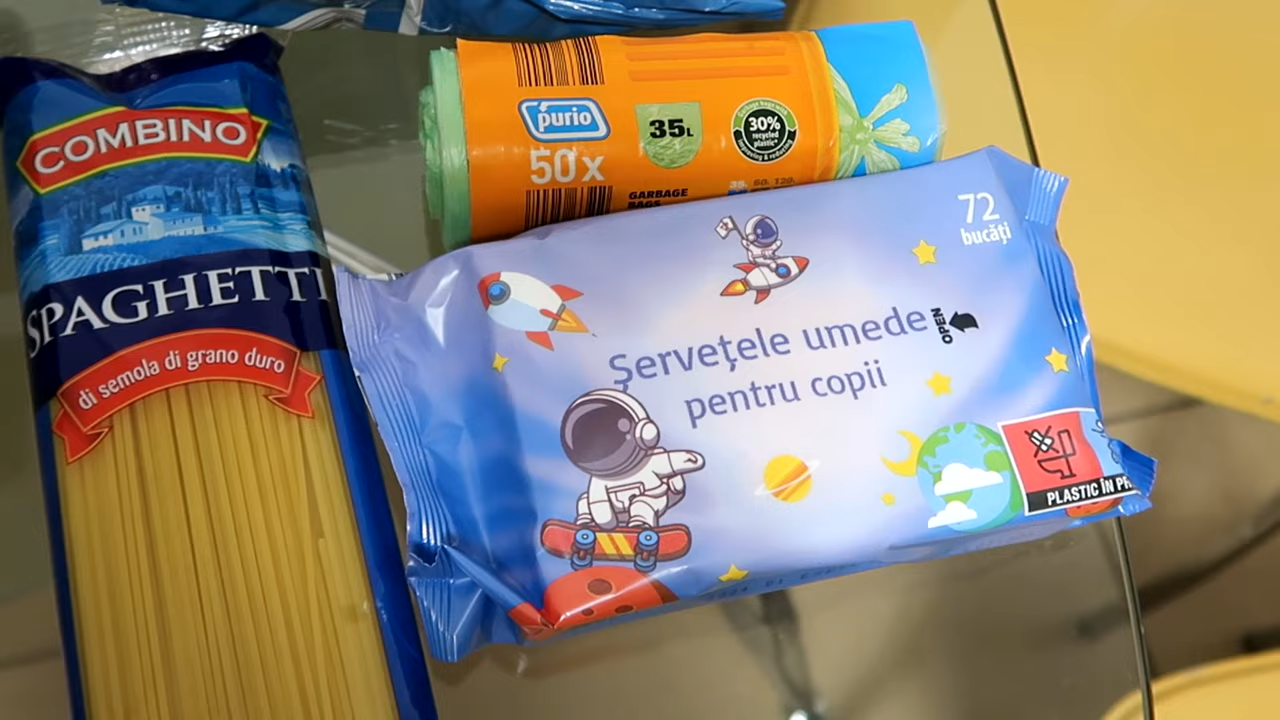 COMBINO
SPAGHETTI
di semola di grano duro
purio
50x
35L
30%
recycled
plastic*
GARBAGE
BAGS
72
bucăți
OPEN
Șervețele umede
pentru copii
PLASTIC ÎN